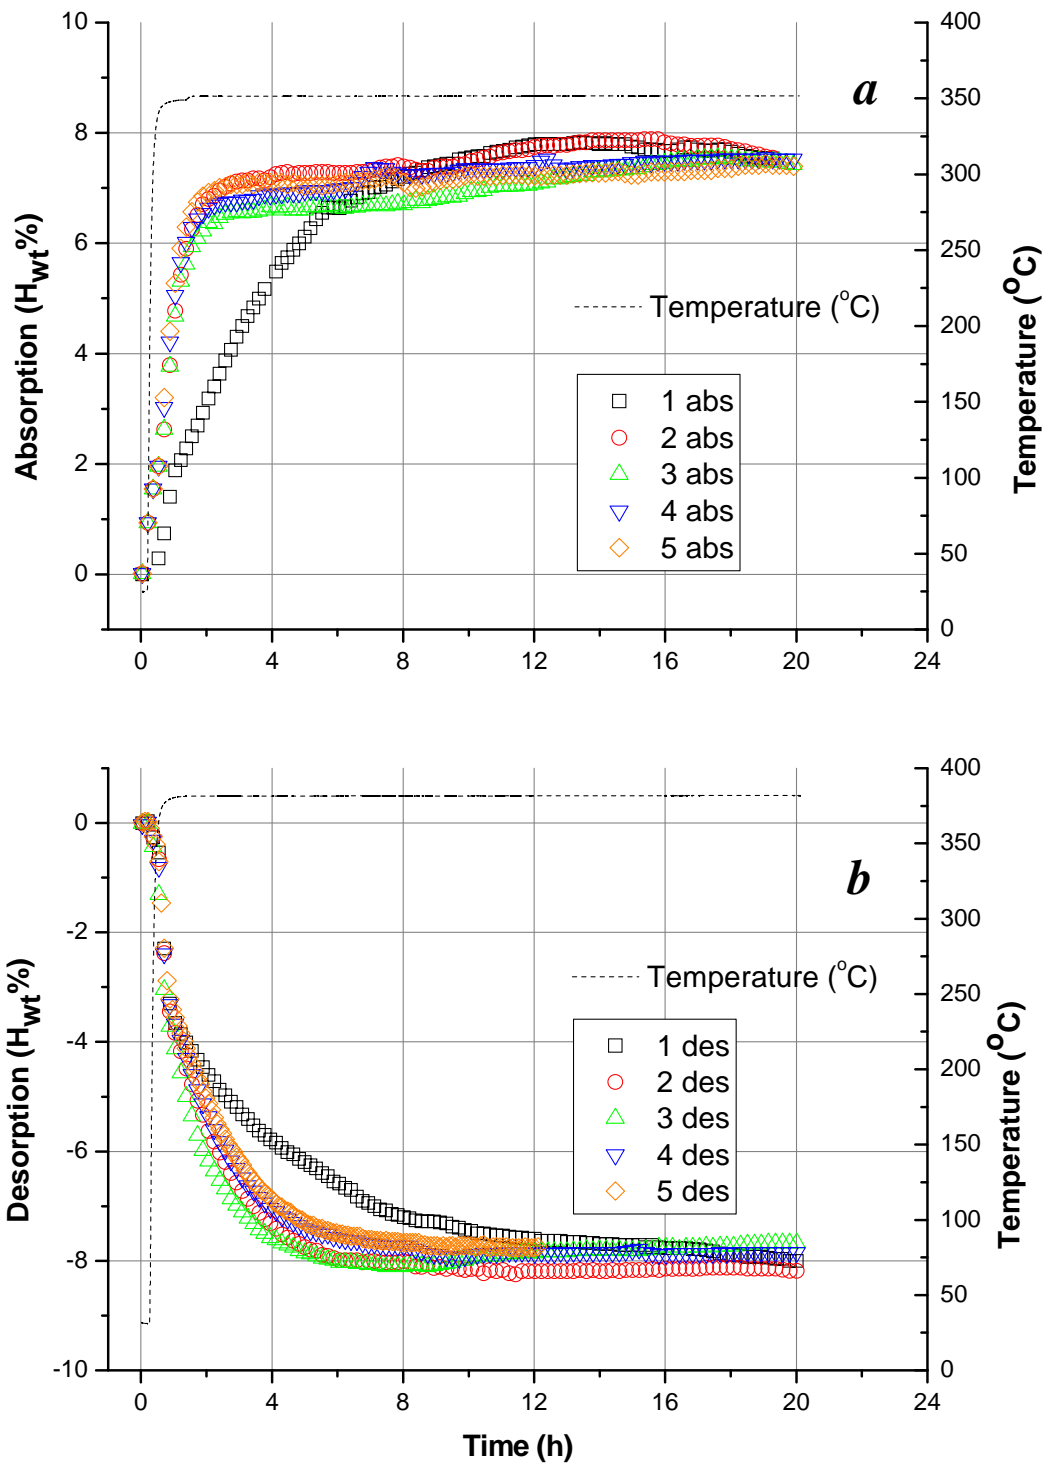 a
10
8
6
4
2
0
400
350
300
250
200
150
100
50
0
Absorption (Hwt%)
Temperature (°C)
Temperature (°C)
1 abs
2 abs
3 abs
4 abs
5 abs
0 4 8 12 16 20 24
b
0
-2
-4
-6
-8
-10
400
350
300
250
200
150
100
50
0
Desorption (Hwt%)
Temperature (°C)
Temperature (°C)
1 des
2 des
3 des
4 des
5 des
0 4 8 12 16 20 24
Time (h)